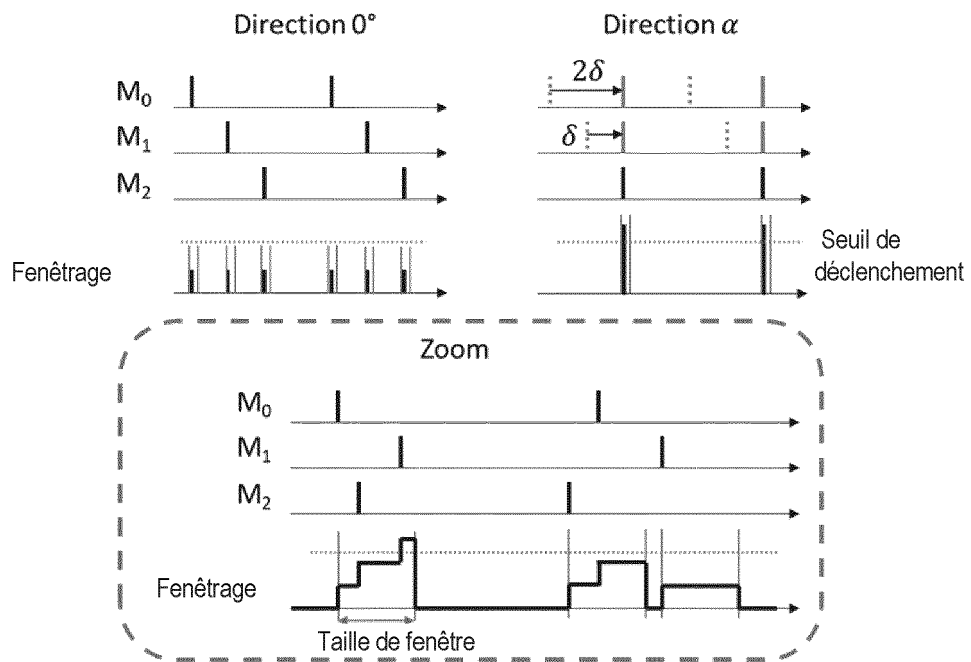 Direction 0°
Direction α
M₀
2δ
M₁
δ
M₂
Fenêtrage
Seuil de
déclenchement
Zoom
M₀
M₁
M₂
Fenêtrage
Taille de fenêtre